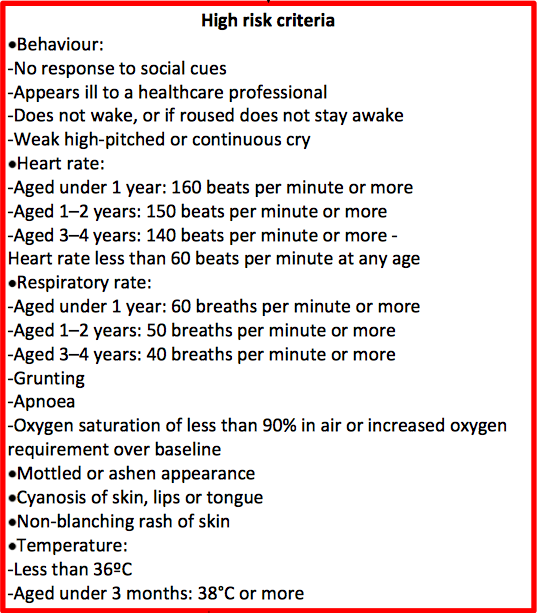 High risk criteria
●Behaviour:
-No response to social cues
-Appears ill to a healthcare professional
-Does not wake, or if roused does not stay awake
-Weak high-pitched or continuous cry
●Heart rate:
-Aged under 1 year: 160 beats per minute or more
-Aged 1–2 years: 150 beats per minute or more
-Aged 3–4 years: 140 beats per minute or more -
Heart rate less than 60 beats per minute at any age
●Respiratory rate:
-Aged under 1 year: 60 breaths per minute or more
-Aged 1–2 years: 50 breaths per minute or more
-Aged 3–4 years: 40 breaths per minute or more
-Grunting
-Apnoea
-Oxygen saturation of less than 90% in air or increased oxygen
requirement over baseline
●Mottled or ashen appearance
●Cyanosis of skin, lips or tongue
●Non-blanching rash of skin
●Temperature:
-Less than 36ºC
-Aged under 3 months: 38°C or more